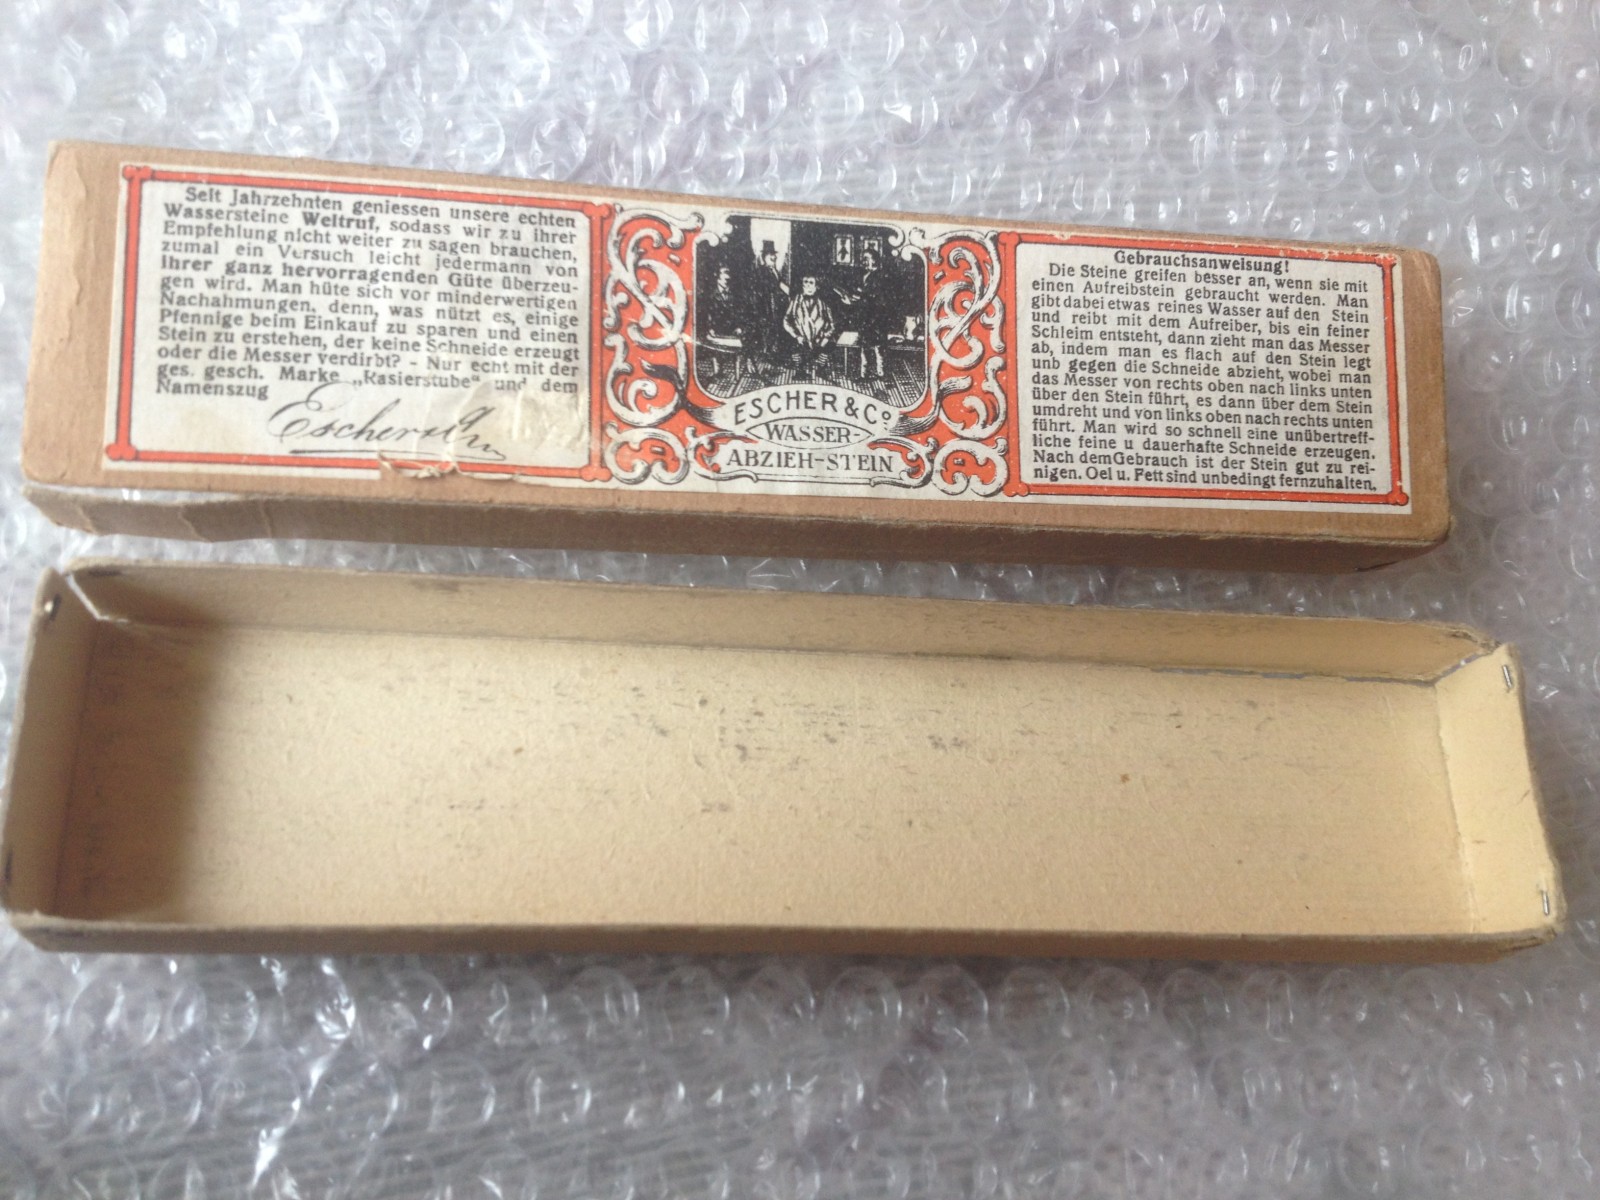 Seit Jahrzehnten geniessen unsere echten
Wassersteine Weltruf, sodass wir zu ihrer
Empfehlung nicht weiter zu sagen brauchen,
zumal ein Versuch leicht jedermann von
ihrer ganz hervorragenden Güte überzeu-
gen wird. Man hüte sich vor minderwertigen
Nachahmungen, denn, was nützt es, einige
Pfennige beim Einkauf zu sparen und einen
Stein zu erstehen, der keine Schneide erzeugt
oder die Messer verdirbt? - Nur echt mit der
ges. gesch. Marke „Rasierstube“ und dem
Namenszug
Escher & Co
ESCHER & Co
WASSER-
ABZIEH-STEIN
Gebrauchsanweisung!
Die Steine greifen besser an, wenn sie mit
einen Aufreibstein gebraucht werden. Man
gibt dabei etwas reines Wasser auf den Stein
und reibt mit dem Aufreiber, bis ein feiner
Schleim entsteht, dann zieht man das Messer
ab, indem man es flach auf den Stein legt
unb gegen die Schneide abzieht, wobei man
das Messer von rechts oben nach links unten
über den Stein führt, es dann über dem Stein
umdreht und von links oben nach rechts unten
führt. Man wird so schnell eine unübertreff-
liche feine u dauerhafte Schneide erzeugen.
Nach dem Gebrauch ist der Stein gut zu rei-
nigen. Oel u. Fett sind unbedingt fernzuhalten.